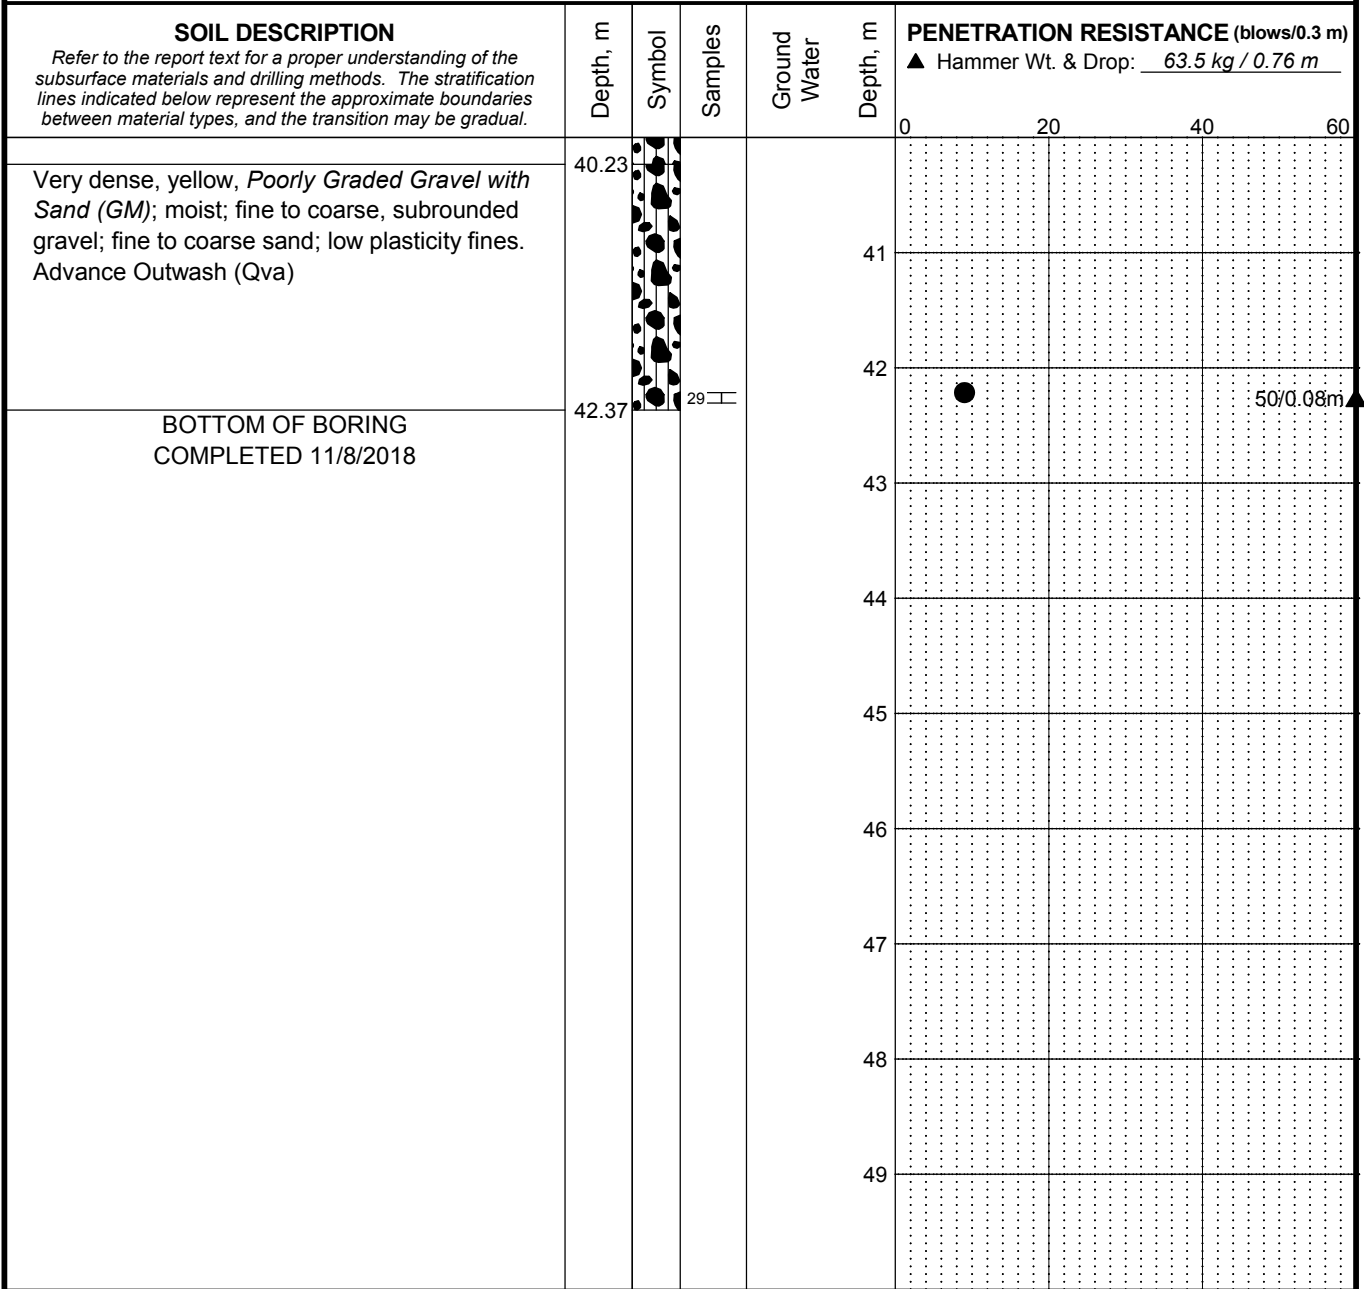 SOIL DESCRIPTION
Refer to the report text for a proper understanding of the
subsurface materials and drilling methods. The stratification
lines indicated below represent the approximate boundaries
between material types, and the transition may be gradual.
Depth, m
Symbol
Samples
Ground
Water
Depth, m
PENETRATION RESISTANCE (blows/0.3 m)
▲ Hammer Wt. & Drop: 63.5 kg / 0.76 m
0 20 40 60
40.23
Very dense, yellow, Poorly Graded Gravel with
Sand (GM); moist; fine to coarse, subrounded
gravel; fine to coarse sand; low plasticity fines.
Advance Outwash (Qva)
41
42
29
50/0.08m
42.37
BOTTOM OF BORING
COMPLETED 11/8/2018
43
44
45
46
47
48
49